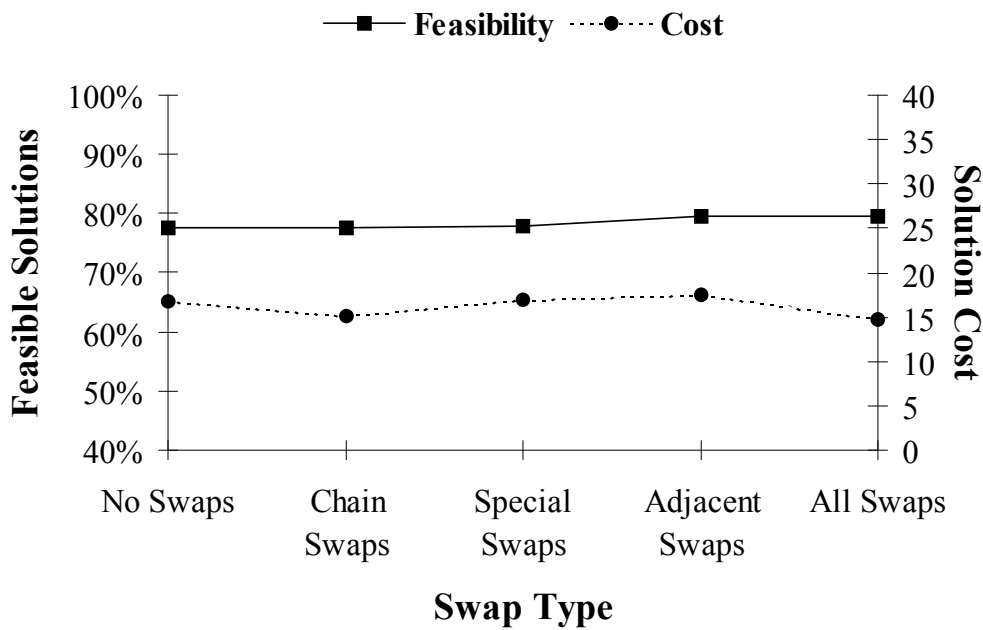 Feasibility Cost
Feasible Solutions
100%
90%
80%
70%
60%
50%
40%
40
35
30
25
20
15
10
5
0
Solution Cost
No Swaps
Chain
Swaps
Special
Swaps
Adjacent
Swaps
All Swaps
Swap Type